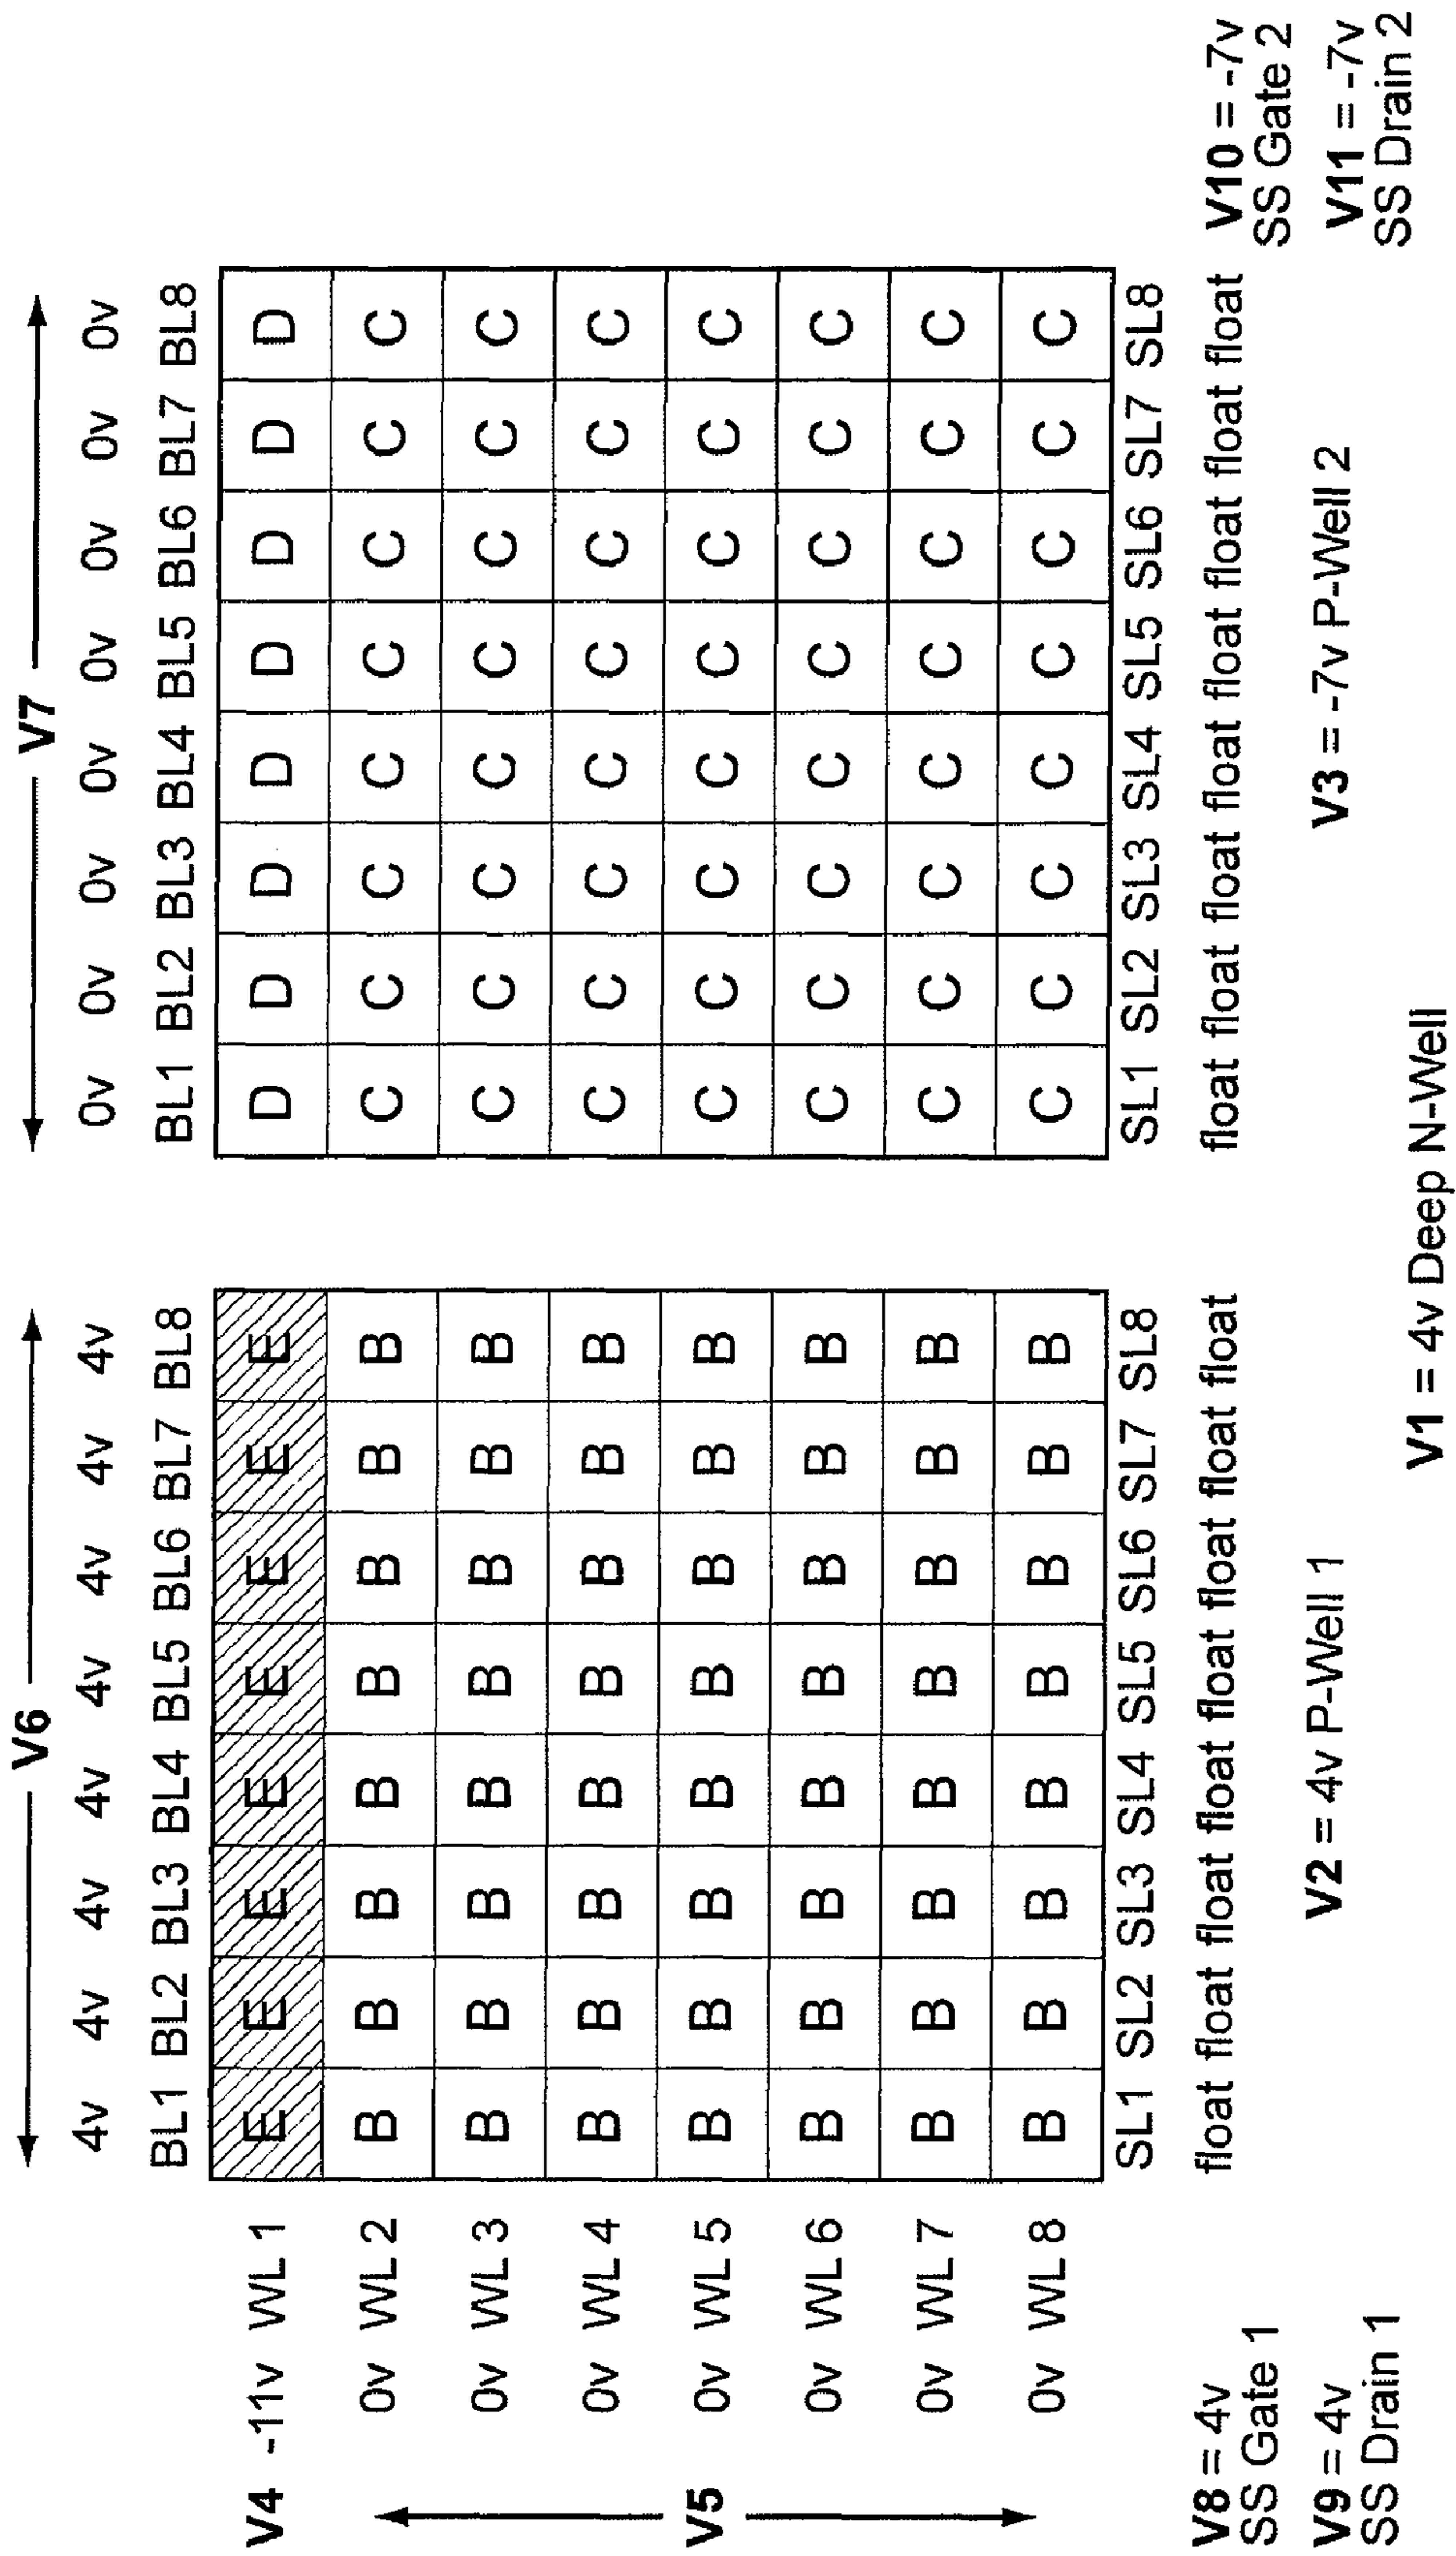 V6 V7
4v 4v 4v 4v 4v 4v 4v 4v 0v 0v 0v 0v 0v 0v 0v 0v
BL1 BL2 BL3 BL4 BL5 BL6 BL7 BL8 BL1 BL2 BL3 BL4 BL5 BL6 BL7 BL8
V4 -11v WL 1 E E E E E E E E D D D D D D D D
0v WL 2 B B B B B B B B C C C C C C C C
0v WL 3 B B B B B B B B C C C C C C C C
0v WL 4 B B B B B B B B C C C C C C C C
V5 0v WL 5 B B B B B B B B C C C C C C C C
0v WL 6 B B B B B B B B C C C C C C C C
0v WL 7 B B B B B B B B C C C C C C C C
0v WL 8 B B B B B B B B C C C C C C C C
SL1 SL2 SL3 SL4 SL5 SL6 SL7 SL8 SL1 SL2 SL3 SL4 SL5 SL6 SL7 SL8
V8 = 4v float float float float float float float float float float float float float float float float V10 = -7v
SS Gate 1 SS Gate 2
V9 = 4v V2 = 4v P-Well 1 V3 = -7v P-Well 2 V11 = -7v
SS Drain 1 SS Drain 2
V1 = 4v Deep N-Well